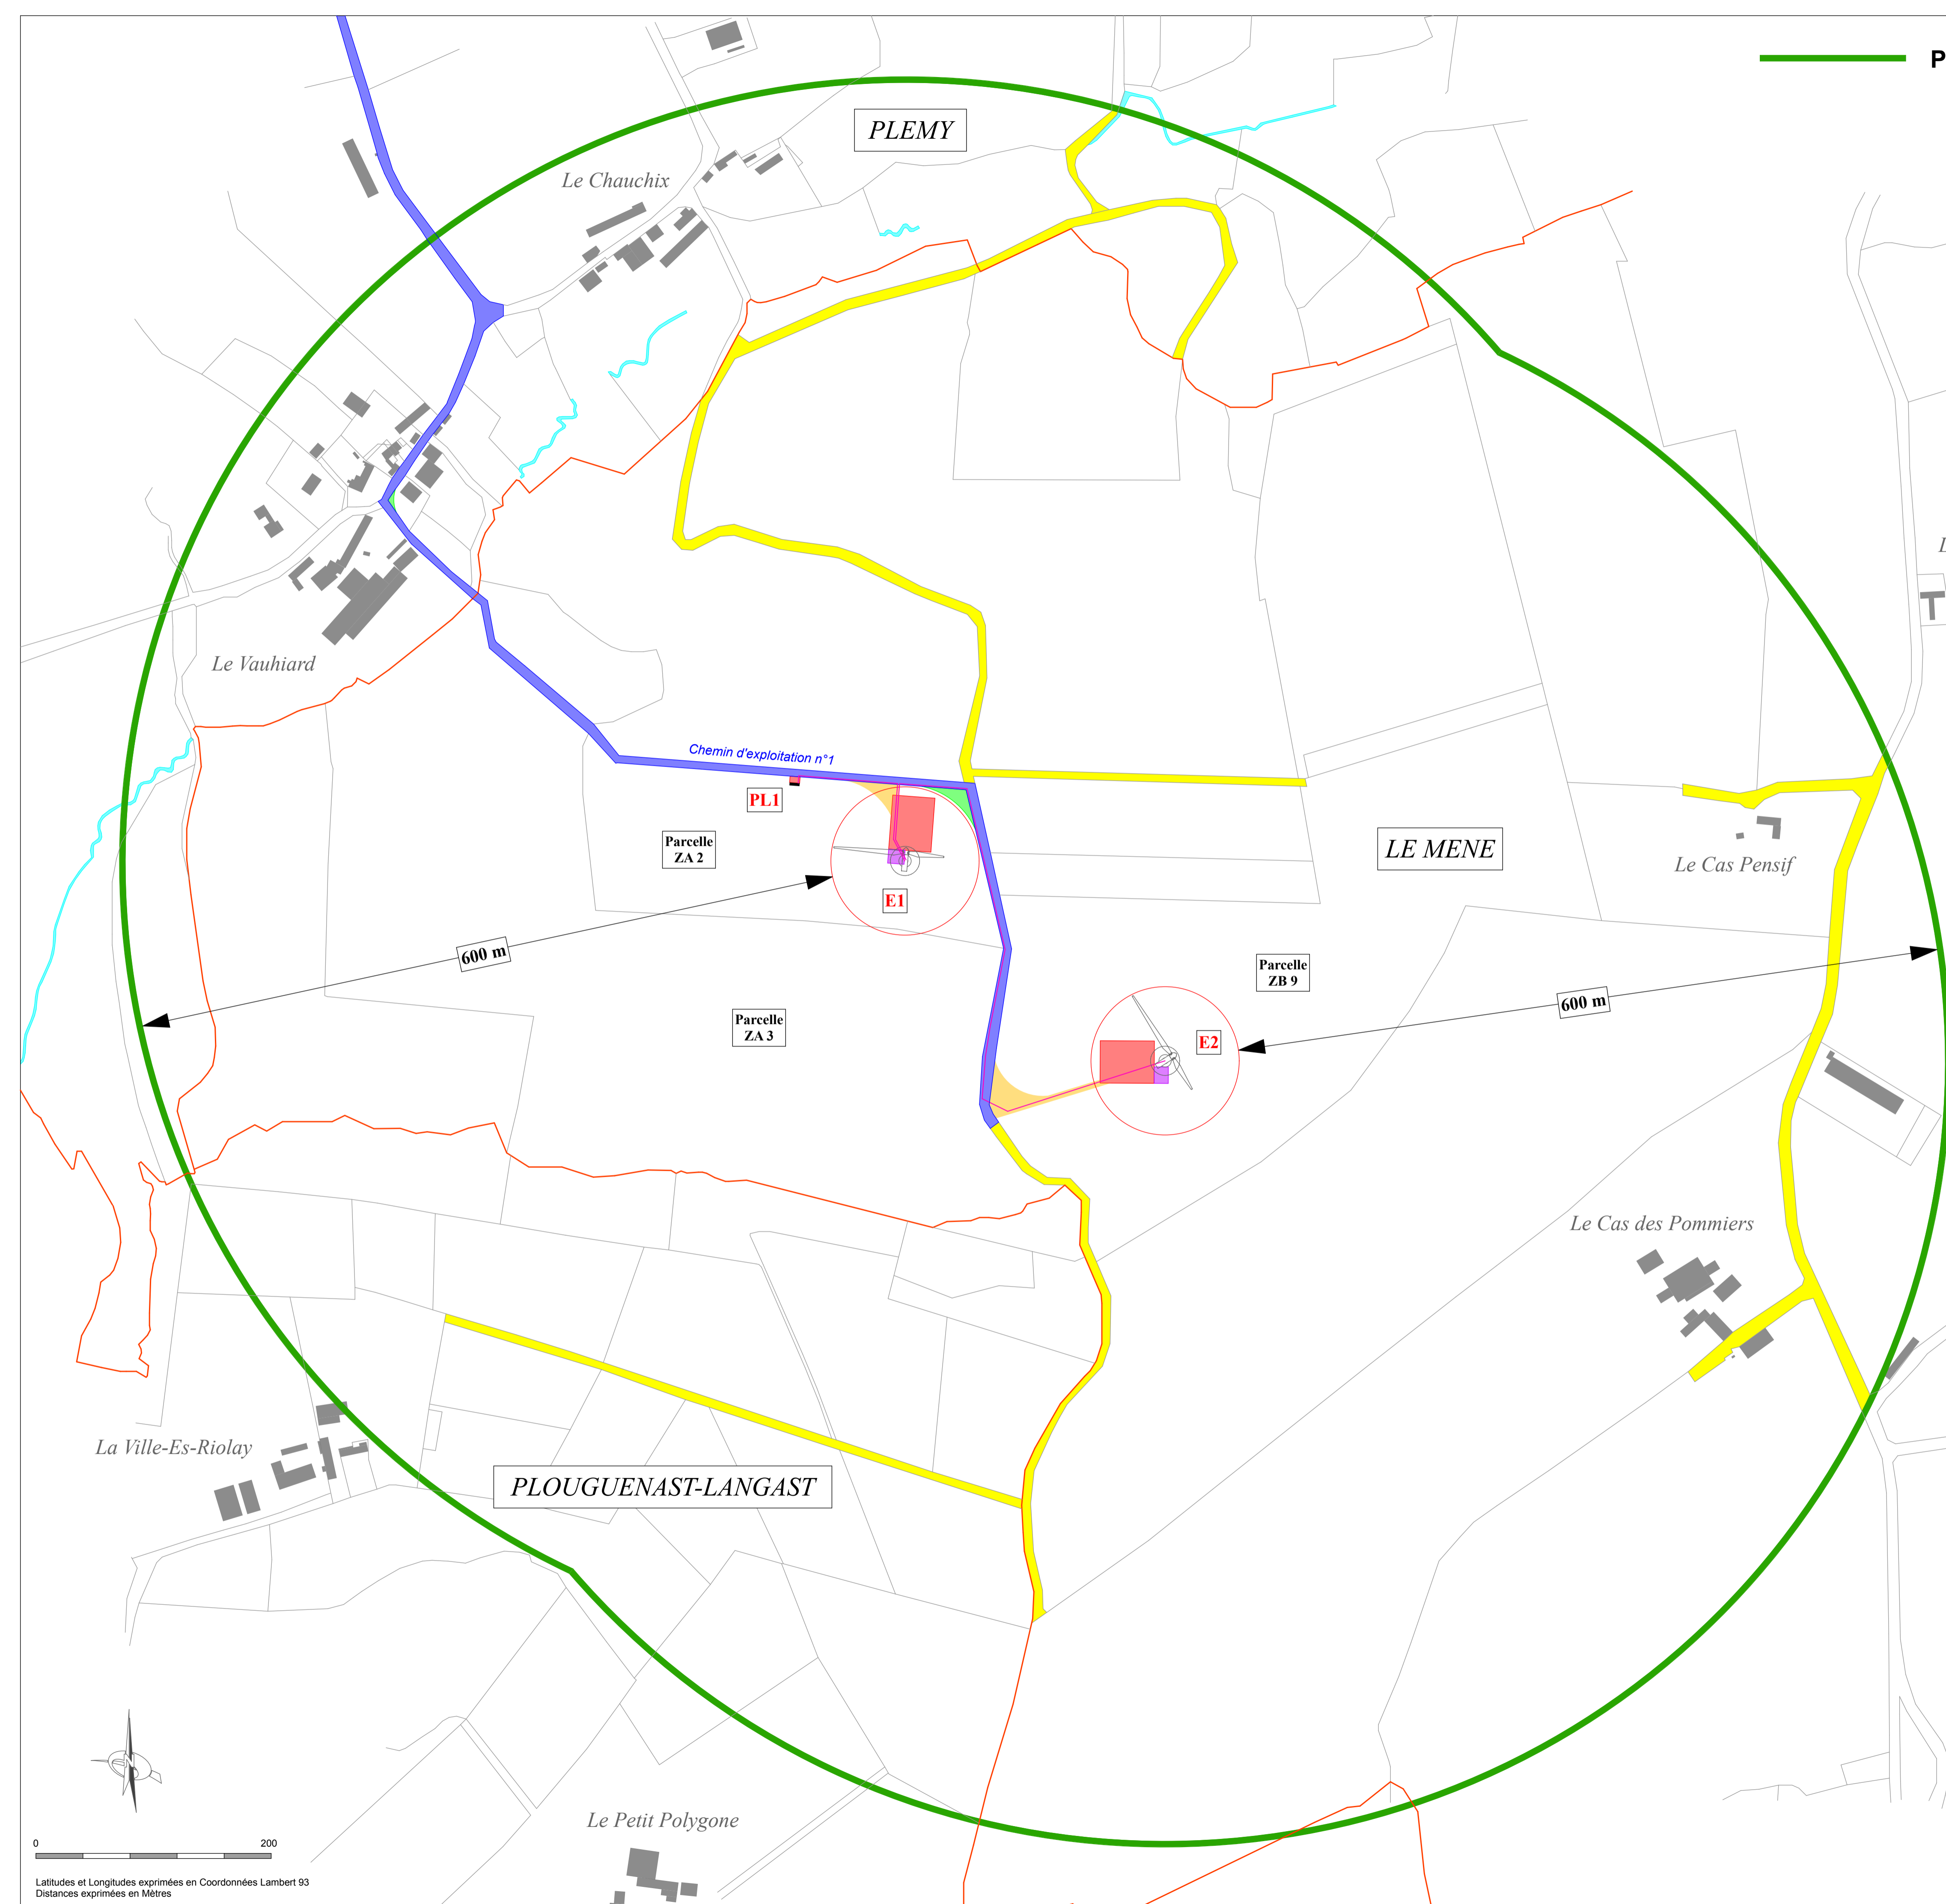 P
PLEMY
Le Chauchix
Le Vauhiard
Chemin d'exploitation n°1
PL1
Parcelle
ZA 2
LE MENE
Le Cas Pensif
E1
600 m
Parcelle
ZB 9
600 m
Parcelle
ZA 3
E2
Le Cas des Pommiers
La Ville-Es-Riolay
PLOUGUENAST-LANGAST
Le Petit Polygone
0 200
Latitudes et Longitudes exprimées en Coordonnées Lambert 93
Distances exprimées en Mètres